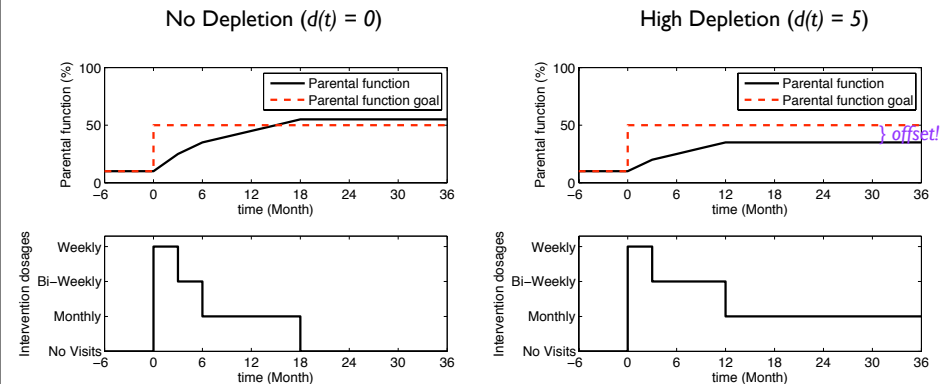 No Depletion (d(t) = 0)
High Depletion (d(t) = 5)
Parental function (%)
100
50
0
Parental function
Parental function goal
−6 0 6 12 18 24 30 36
time (Month)
Parental function (%)
100
50
0
Parental function
Parental function goal
} offset!
−6 0 6 12 18 24 30 36
time (Month)
Intervention dosages
Weekly
Bi−Weekly
Monthly
No Visits
−6 0 6 12 18 24 30 36
time (Month)
Intervention dosages
Weekly
Bi−Weekly
Monthly
No Visits
−6 0 6 12 18 24 30 36
time (Month)